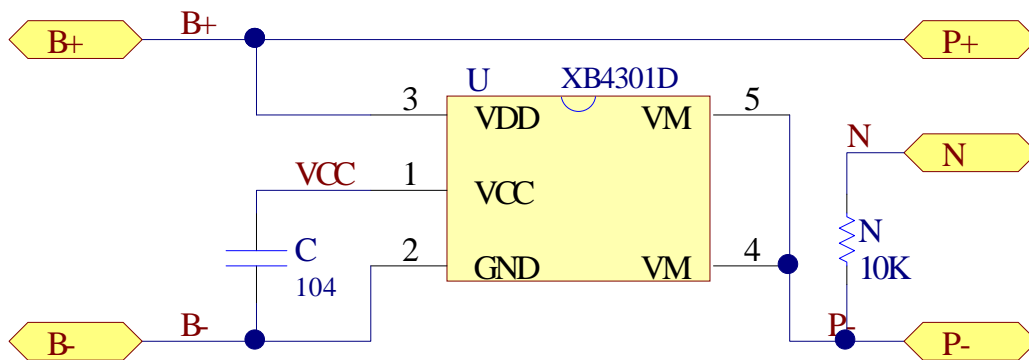 B+
B+
P+
U
XB4301D
3
VDD
VM
5
N
N
VCC
1
VCC
C
104
2
GND
VM
4
N
10K
B-
B-
P-
P-